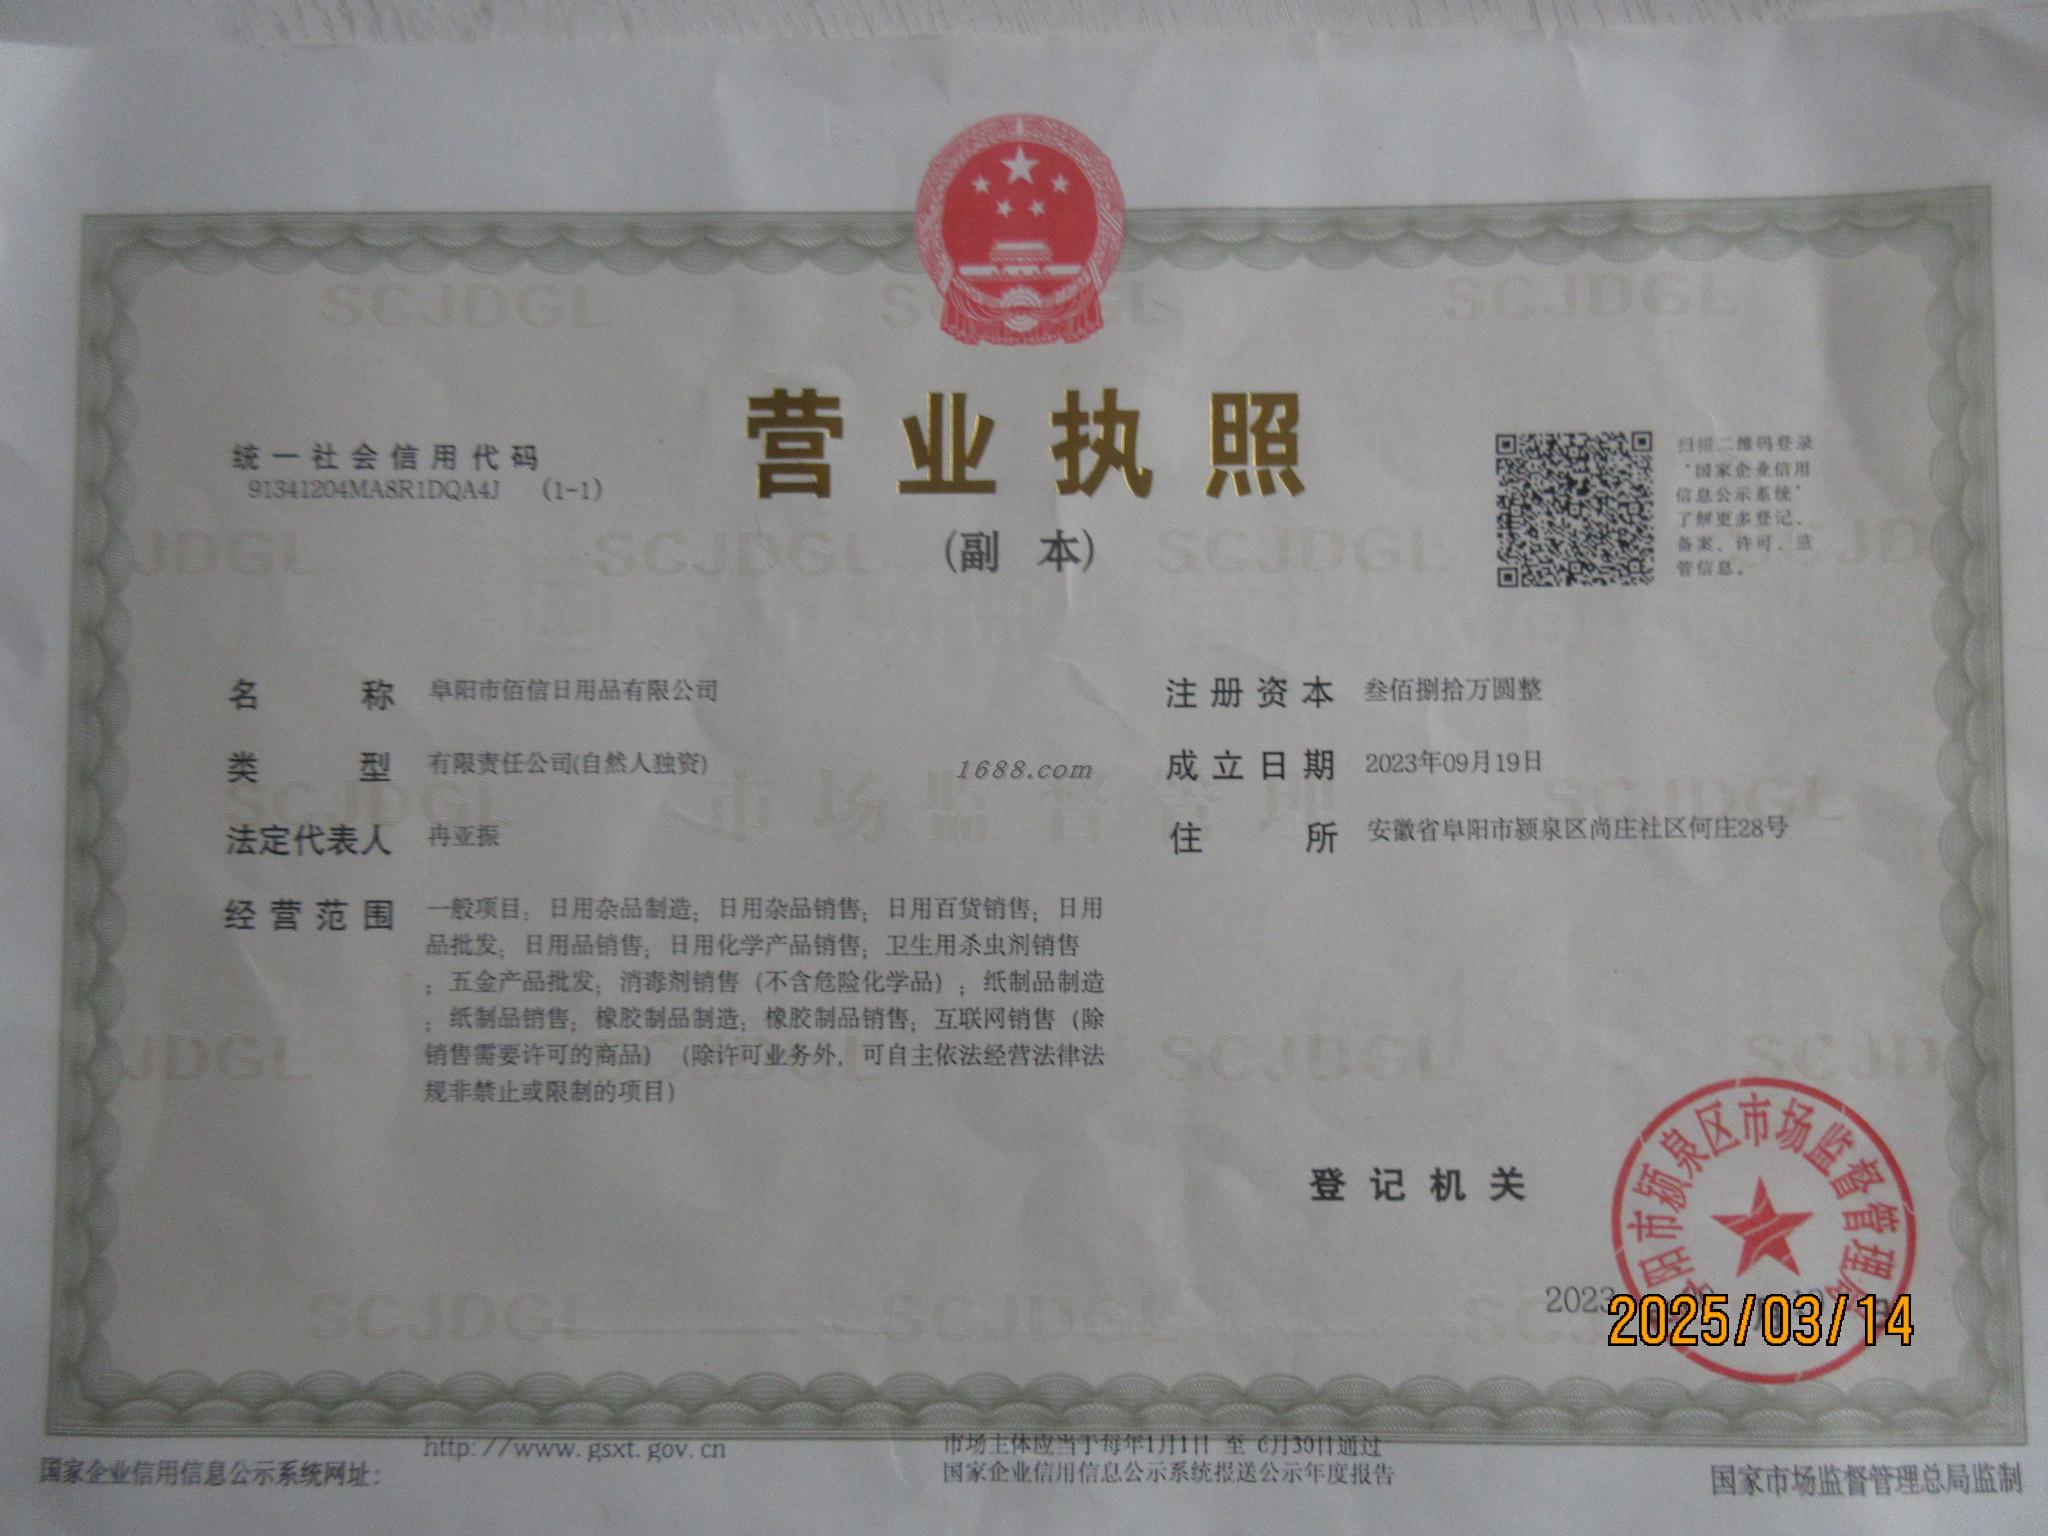 营业执照
(副 本)
统一社会信用代码
91341204MA8R1DQA4J (1-1)
扫描二维码登录
‘国家企业信用
信息公示系统’
了解更多登记、
备案、许可、监
管信息。
名 称 阜阳市佰信日用品有限公司
类 型 有限责任公司(自然人独资)
法定代表人 冉亚振
经营范围 一般项目：日用杂品制造；日用杂品销售；日用百货销售；日用
品批发；日用品销售；日用化学产品销售；卫生用杀虫剂销售
；五金产品批发；消毒剂销售（不含危险化学品）；纸制品制造
；纸制品销售；橡胶制品制造；橡胶制品销售；互联网销售（除
销售需要许可的商品）（除许可业务外，可自主依法经营法律法
规非禁止或限制的项目）
注册资本 叁佰捌拾万圆整
成立日期 2023年09月19日
住 所 安徽省阜阳市颍泉区尚庄社区何庄28号
1688.com
SCJDGL
市场监督管理
登记机关
阜阳市颍泉区市场监督管理局
2023
2025/03/14
国家企业信用信息公示系统网址：
http://www.gsxt.gov.cn
市场主体应当于每年1月1日 至 6月30日通过
国家企业信用信息公示系统报送公示年度报告
国家市场监督管理总局监制